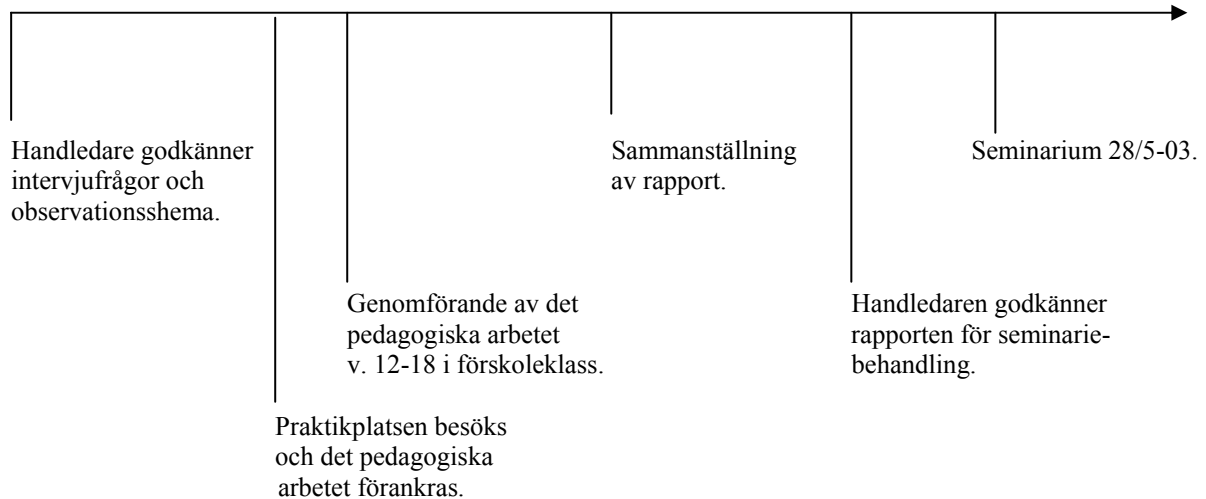 Handledare godkänner
intervjufrågor och
observationsshema.
Praktikplatsen besöks
och det pedagogiska
arbetet förankras.
Genomförande av det
pedagogiska arbetet
v. 12-18 i förskoleklass.
Sammanställning
av rapport.
Handledaren godkänner
rapporten för seminarie-
behandling.
Seminarium 28/5-03.